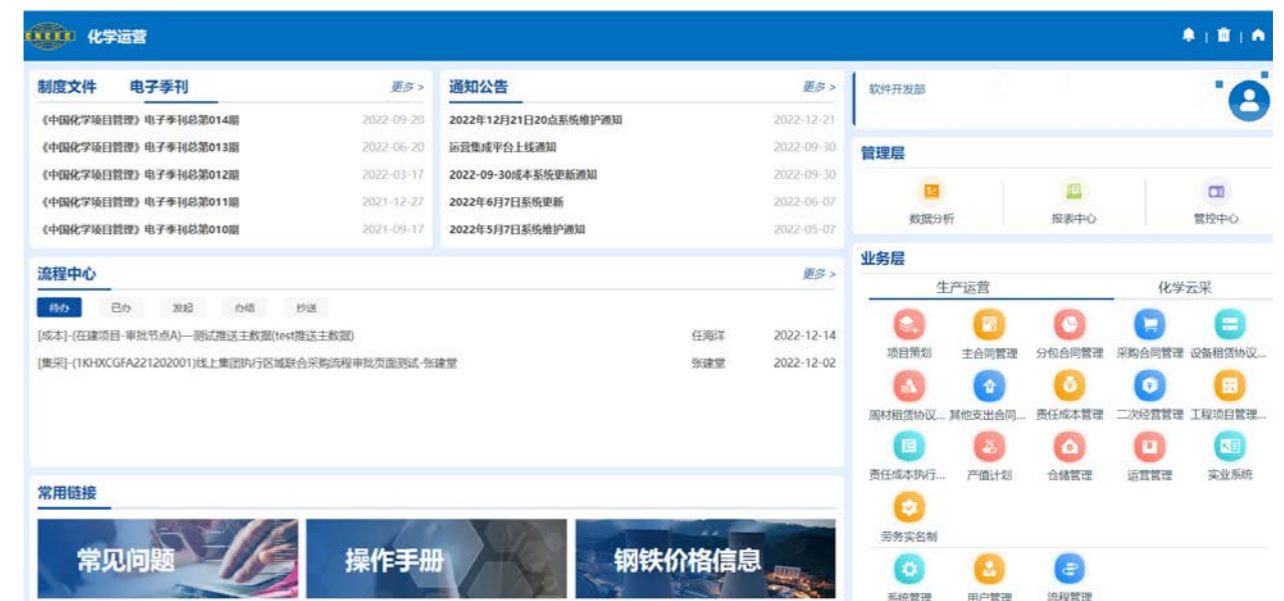 CNCEC 化学运营
制度文件 电子季刊 更多 >
《中国化学项目管理》电子季刊总第014期 2022-09-20
《中国化学项目管理》电子季刊总第013期 2022-06-20
《中国化学项目管理》电子季刊总第012期 2022-03-17
《中国化学项目管理》电子季刊总第011期 2021-12-27
《中国化学项目管理》电子季刊总第010期 2021-09-17
通知公告 更多 >
2022年12月21日20点系统维护通知 2022-12-21
运营集成平台上线通知 2022-09-30
2022-09-30成本系统更新通知 2022-09-30
2022年6月7日系统更新 2022-06-07
2022年5月7日系统维护通知 2022-05-07
流程中心 更多 >
待办 已办 发起 办结 抄送
[成本]-(在建项目-审批节点A)—测试推送主数据(test推送主数据) 任海洋 2022-12-14
[集采]-(1KHXCGFA221202001)线上集团执行区域联合采购流程审批页面测试-张建堂 张建堂 2022-12-02
常用链接
常见问题 操作手册 钢铁价格信息
软件开发部
管理层
数据分析 报表中心 管控中心
业务层
生产运营 化学云采
项目策划 主合同管理 分包合同管理 采购合同管理 设备租赁协议...
周材租赁协议... 其他支出合同... 责任成本管理 二次经营管理 工程项目管理...
责任成本执行... 产值计划 仓储管理 运营管理 实业系统
劳务实名制
系统管理 用户管理 流程管理